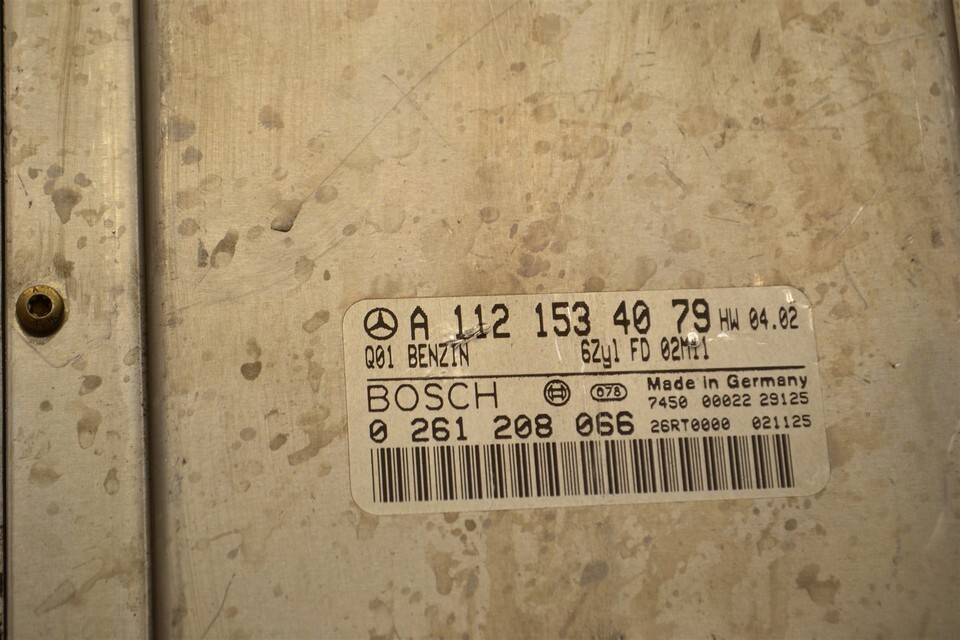 A 112 153 40 79 HW 04.02
Q01 BENZIN 6Zyl FD 02M11
BOSCH 078 Made in Germany
7450 00022 29125
0 261 208 066 26RT0000 021125